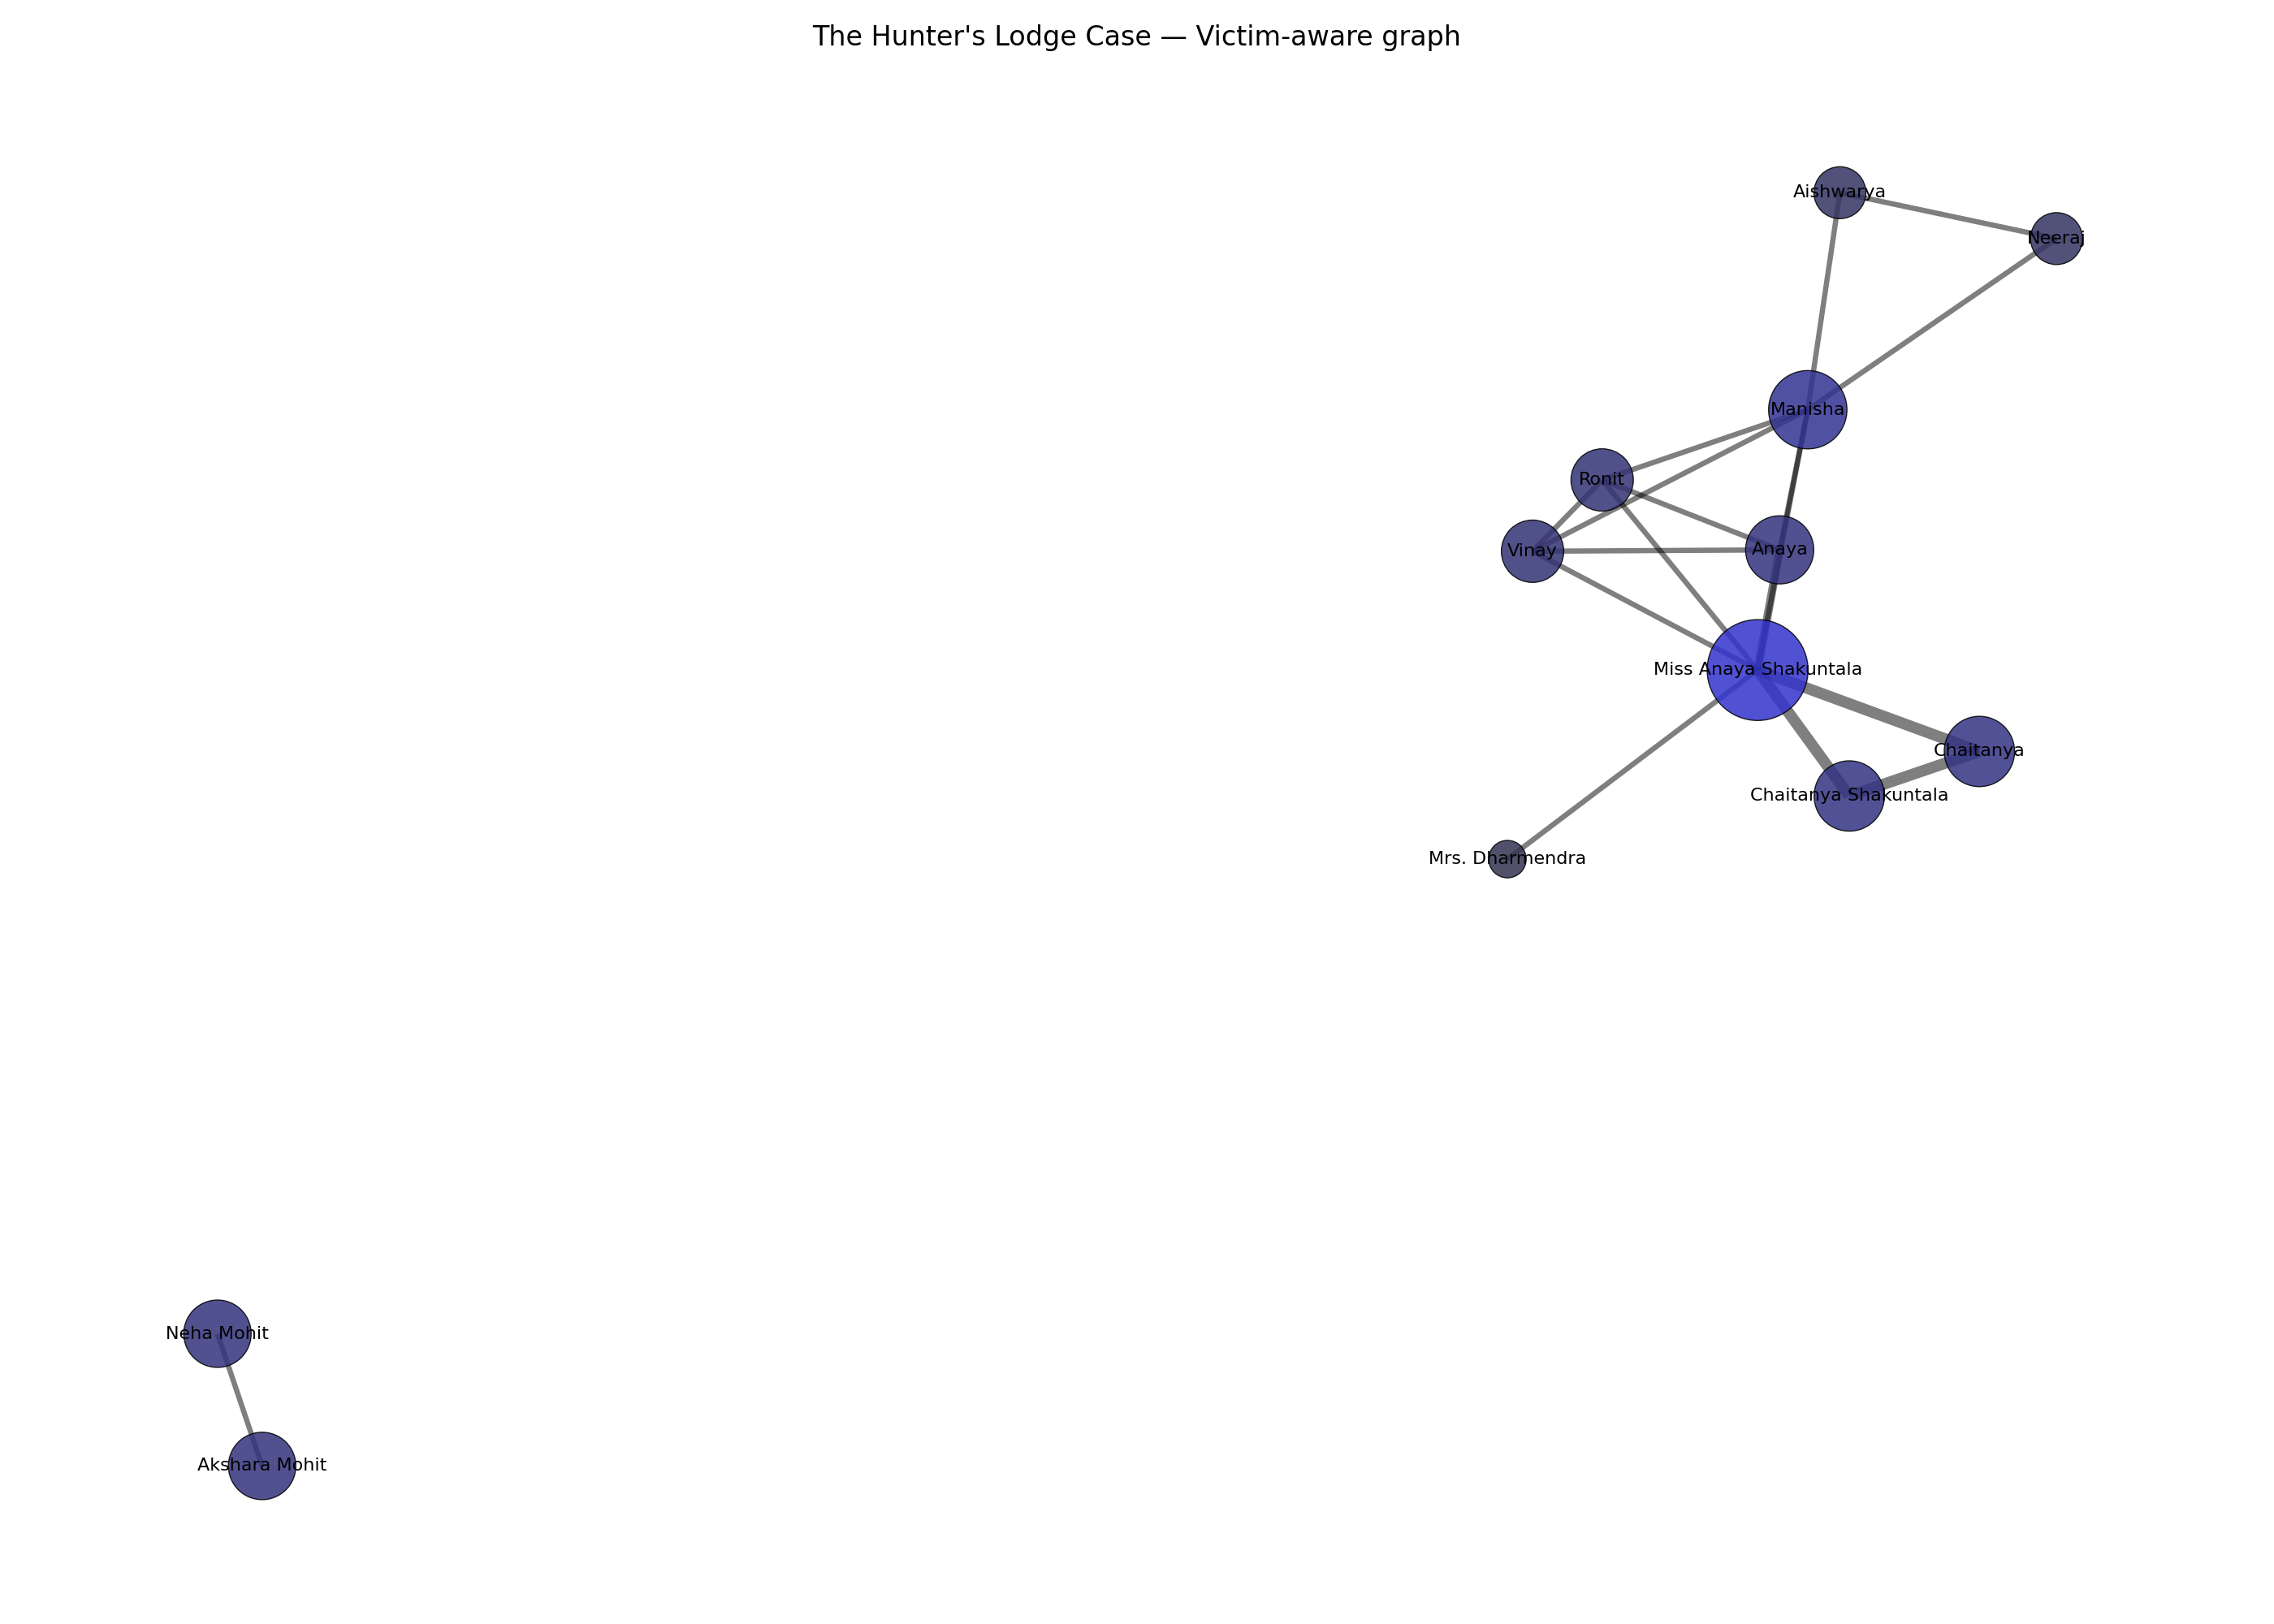 The Hunter's Lodge Case — Victim-aware graph
Aishwarya
Neeraj
Manisha
Ronit
Vinay
Anaya
Miss Anaya Shakuntala
Chaitanya
Chaitanya Shakuntala
Mrs. Dharmendra
Neha Mohit
Akshara Mohit